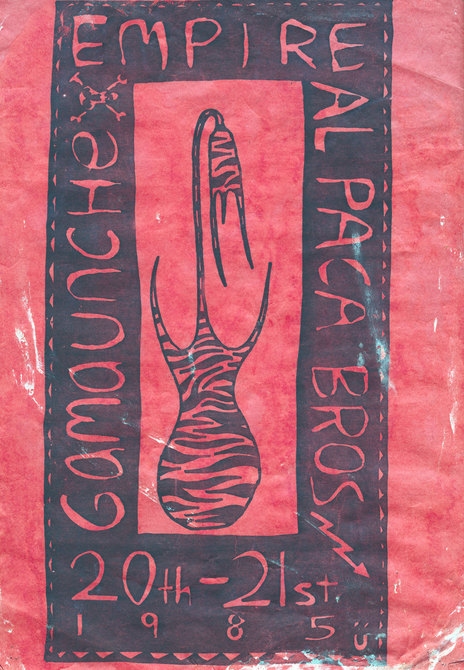 EMPIRE
GamauncHe
ALPACA BROS
20th-21st
1985